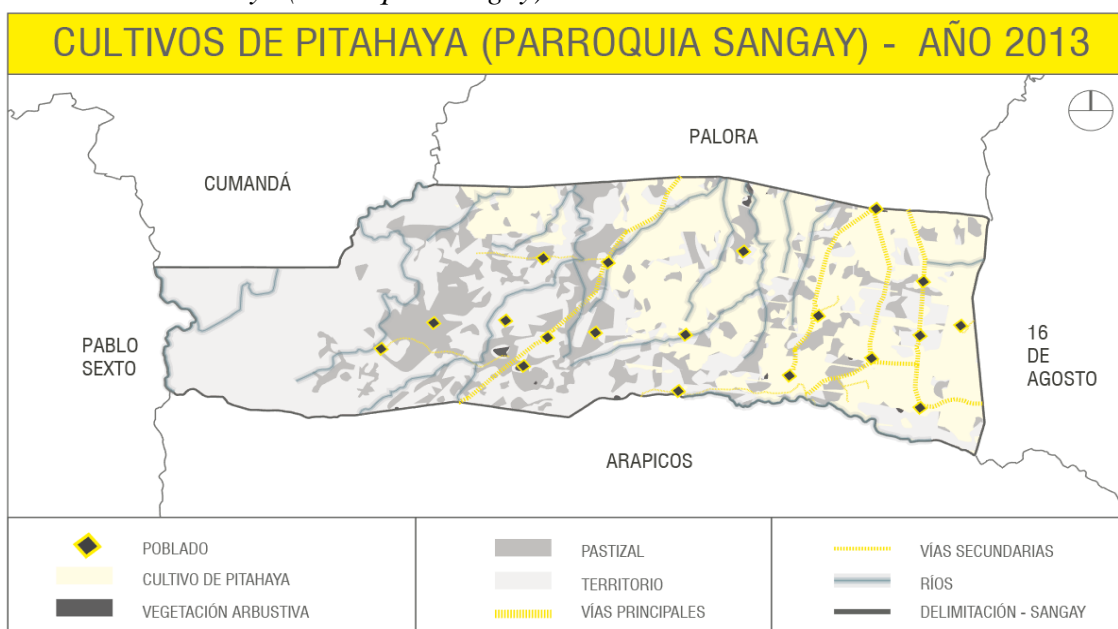 CULTIVOS DE PITAHAYA (PARROQUIA SANGAY) - AÑO 2013
PALORA
CUMANDÁ
PABLO
SEXTO
16
DE
AGOSTO
ARAPICOS
POBLADO
CULTIVO DE PITAHAYA
VEGETACIÓN ARBUSTIVA
PASTIZAL
TERRITORIO
VÍAS PRINCIPALES
VÍAS SECUNDARIAS
RÍOS
DELIMITACIÓN - SANGAY